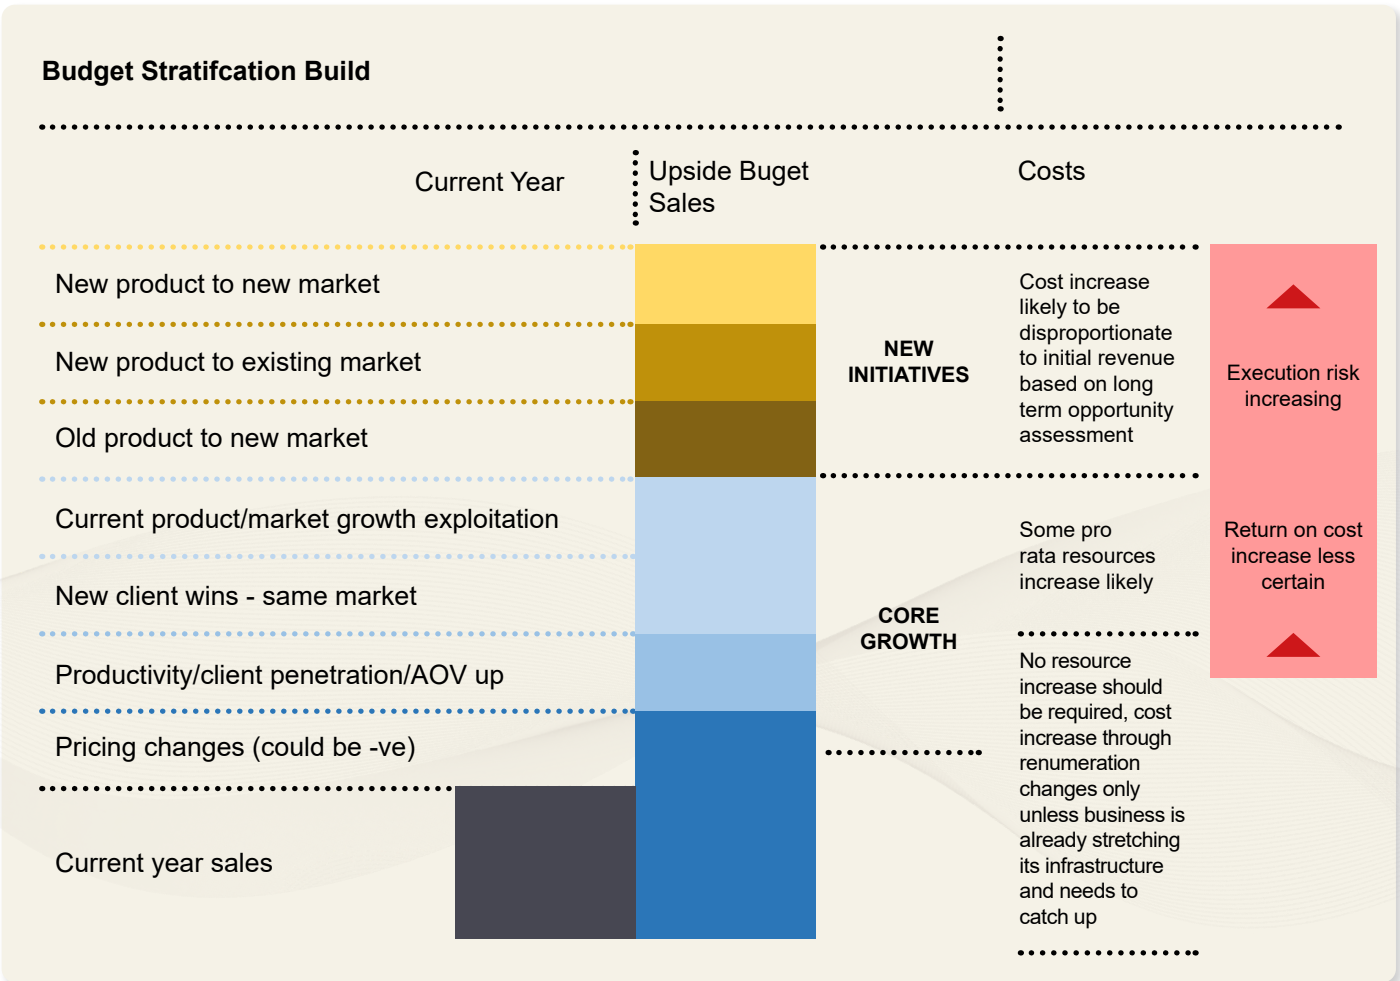 Budget Stratifcation Build
Current Year
Upside Buget
Sales
Costs
New product to new market
New product to existing market
Old product to new market
Current product/market growth exploitation
New client wins - same market
Productivity/client penetration/AOV up
Pricing changes (could be -ve)
Current year sales
NEW
INITIATIVES
CORE
GROWTH
Cost increase
likely to be
disproportionate
to initial revenue
based on long
term opportunity
assessment
Some pro
rata resources
increase likely
No resource
increase should
be required, cost
increase through
renumeration
changes only
unless business is
already stretching
its infrastructure
and needs to
catch up
Execution risk
increasing
Return on cost
increase less
certain